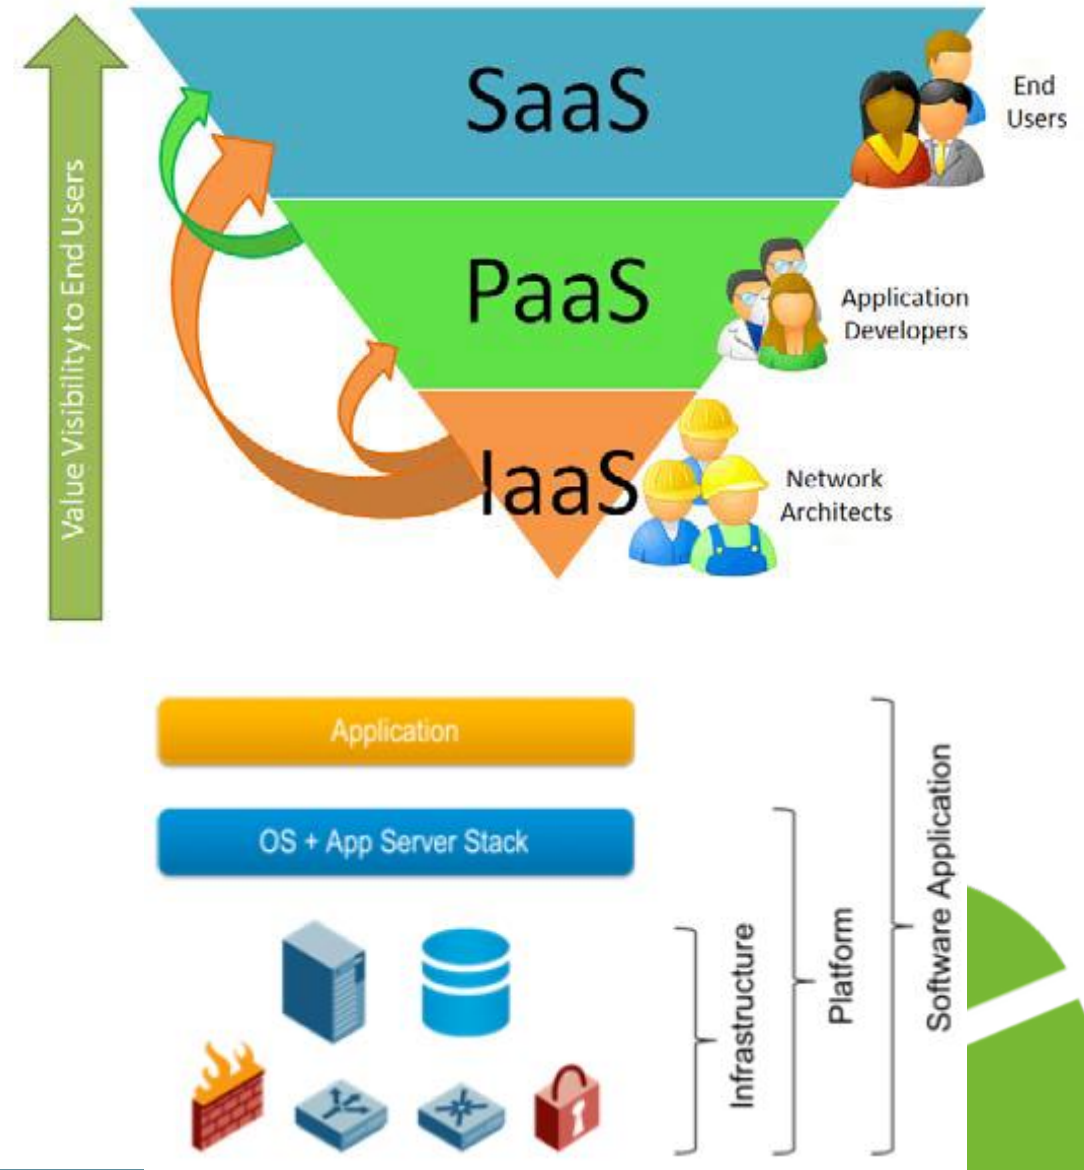 Value Visibility to End Users
SaaS
End
Users
PaaS
Application
Developers
IaaS
Network
Architects
Application
OS + App Server Stack
Infrastructure
Platform
Software Application